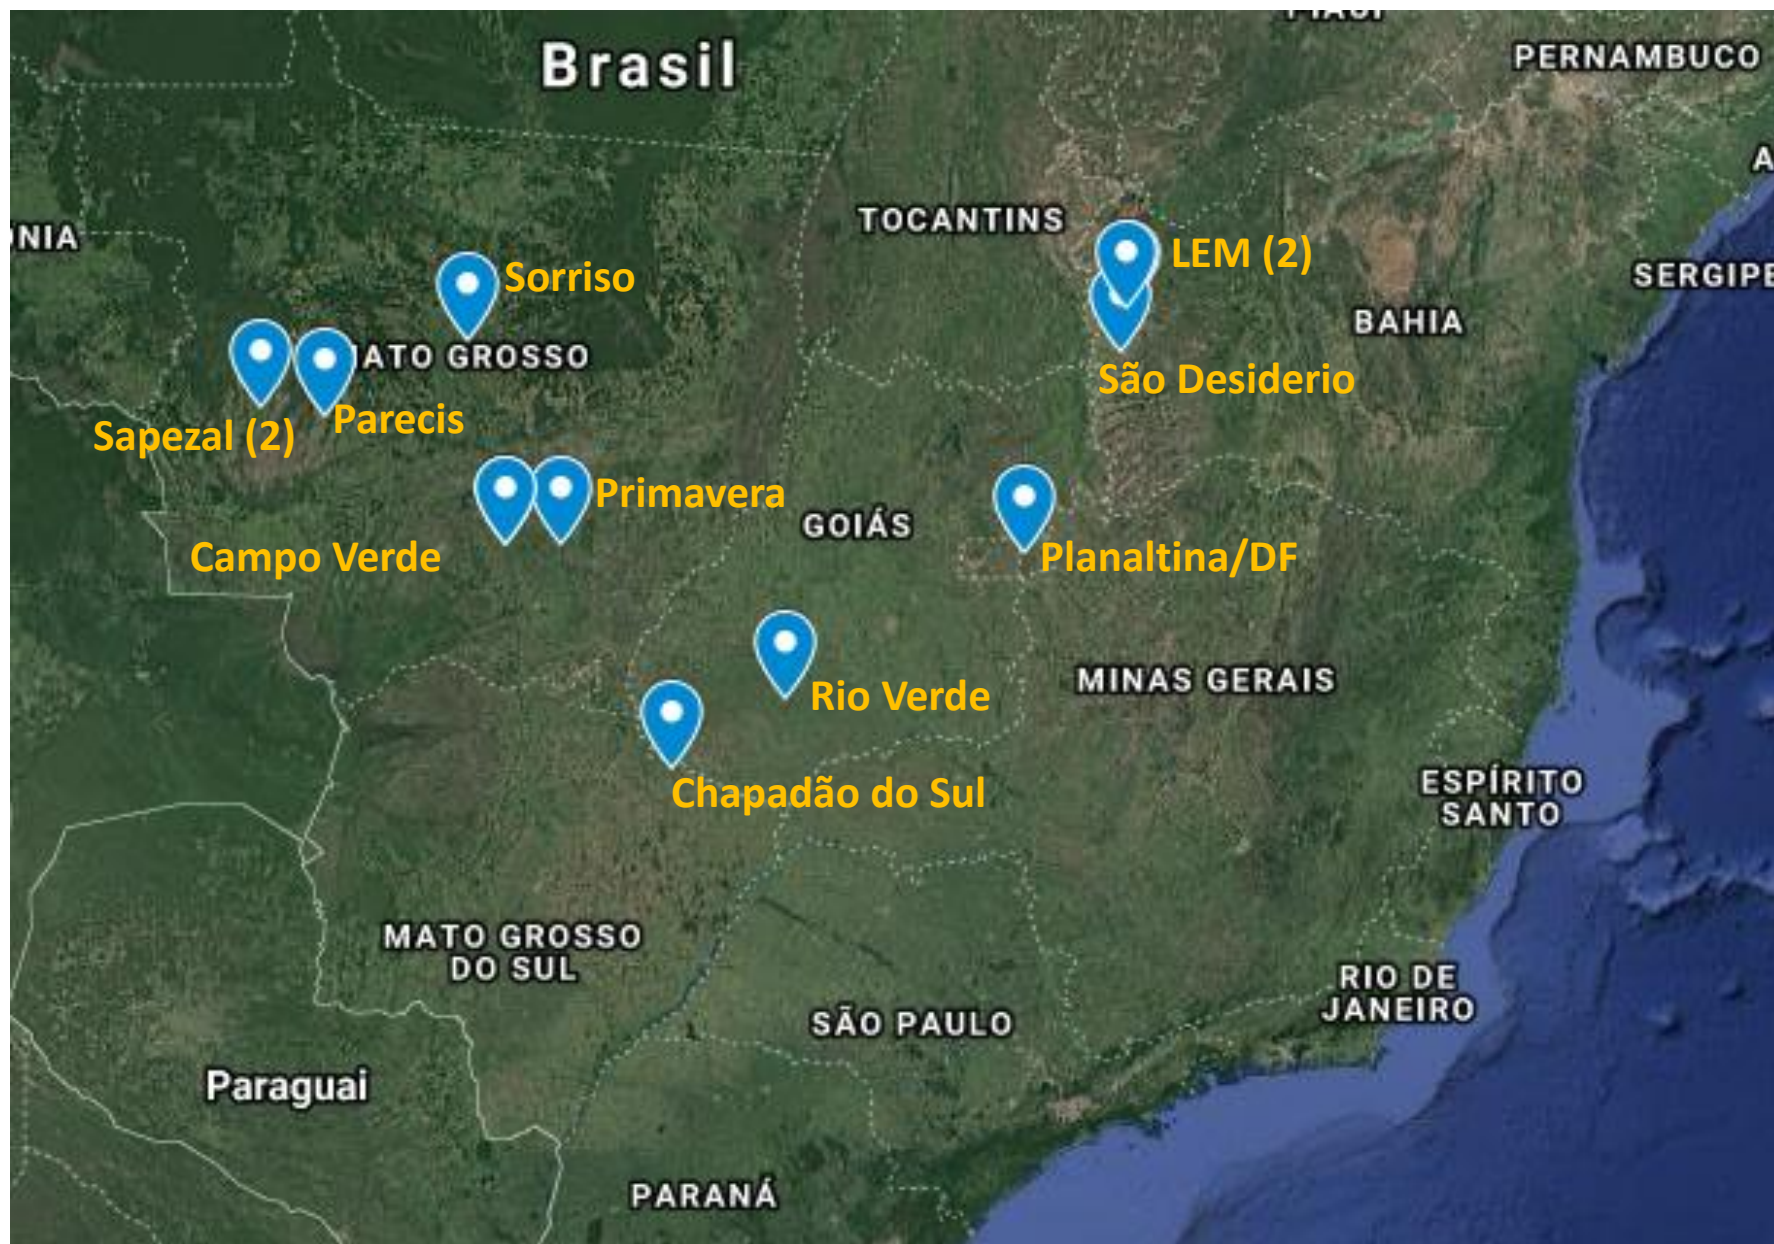 PIAUÍ
Brasil
PERNAMBUCO
TOCANTINS
NIA
LEM (2)
Sorriso
SERGIPE
BAHIA
MATO GROSSO
São Desiderio
Parecis
Sapezal (2)
Primavera
GOIÁS
Campo Verde
Planaltina/DF
MINAS GERAIS
Rio Verde
Chapadão do Sul
ESPÍRITO
SANTO
MATO GROSSO
DO SUL
RIO DE
JANEIRO
SÃO PAULO
Paraguai
PARANÁ